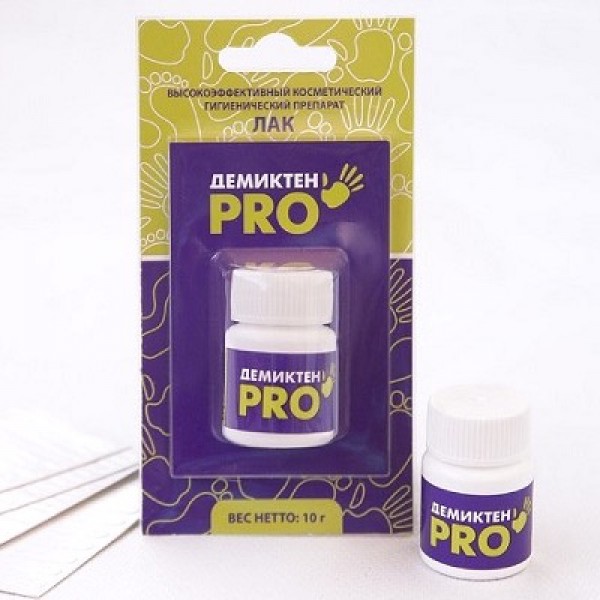 ВЫСОКОЭФФЕКТИВНЫЙ КОСМЕТИЧЕСКИЙ
ГИГИЕНИЧЕСКИЙ ПРЕПАРАТ
ЛАК
ДЕМИКТЕН
PRO
ДЕМИКТЕН
PRO
ВЕС НЕТТО: 10 г
ДЕМИКТЕН
PRO